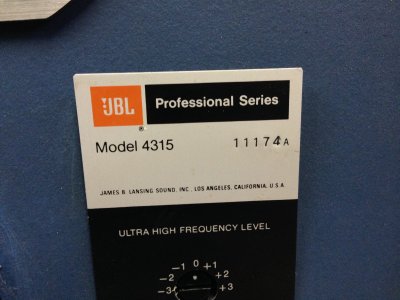 JBL Professional Series
®
Model 4315 11174A
JAMES B. LANSING SOUND, INC., LOS ANGELES, CALIFORNIA, U.S.A.
ULTRA HIGH FREQUENCY LEVEL
-1 0 +1
-2 +2
-3 +3